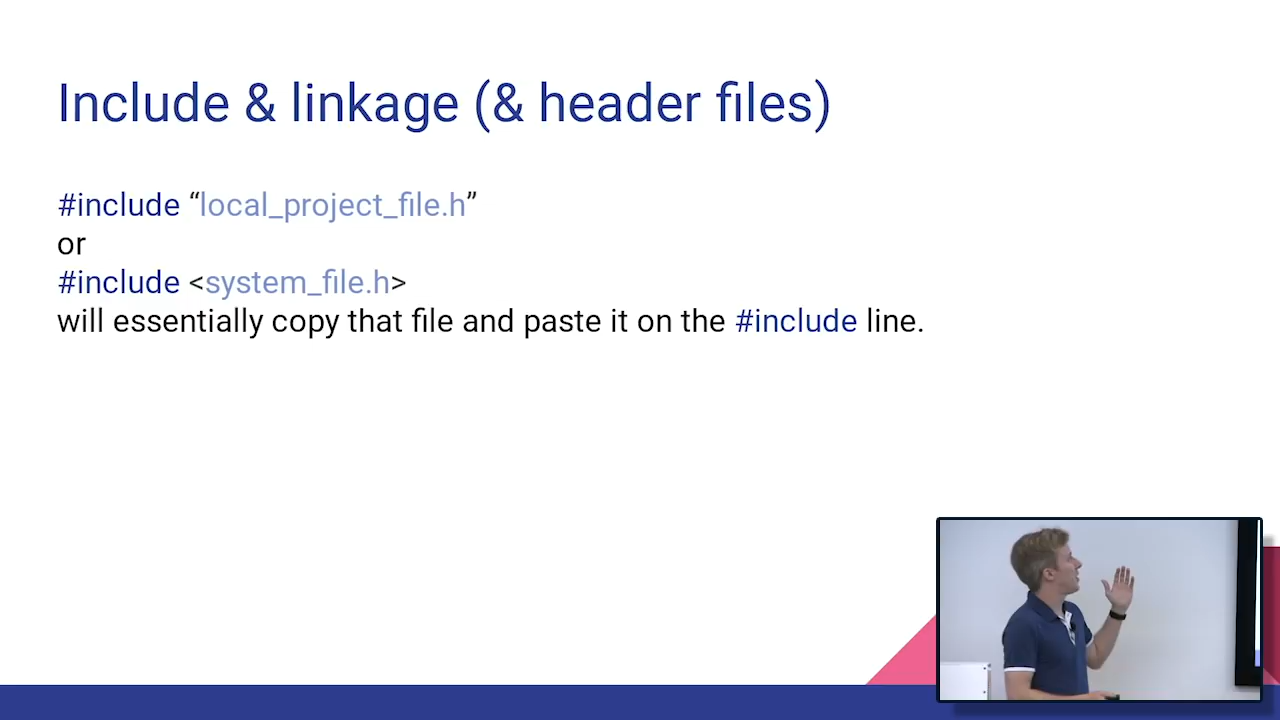 Include & linkage (& header files)
#include “local_project_file.h”
or
#include <system_file.h>
will essentially copy that file and paste it on the #include line.